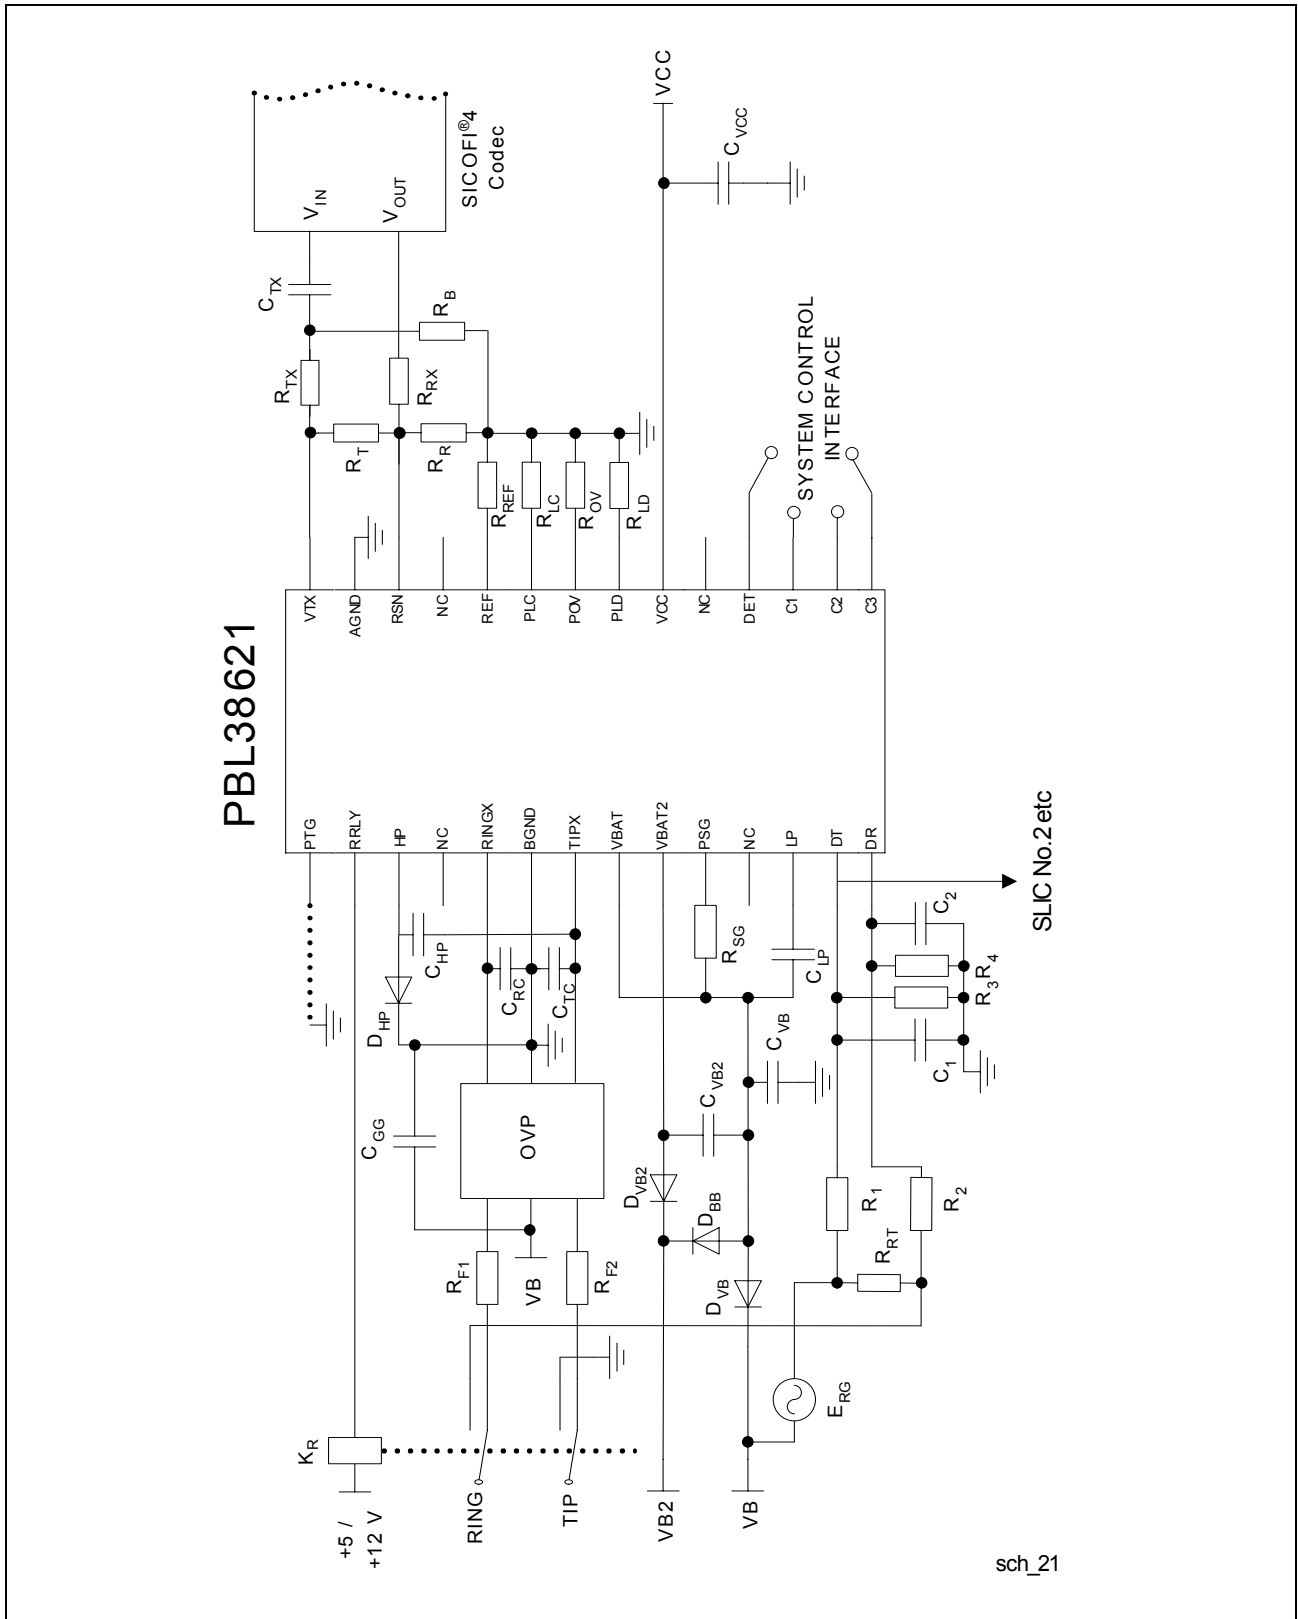 PBL38621
SICOFI®4
Codec
VIN
VOUT
CTX
RTX
RB
RRX
RT
RR
RREF
RLC
ROV
RLD
VCC
CVCC
SYSTEM CONTROL
INTERFACE
VTX
AGND
RSN
NC
REF
PLC
POV
PLD
VCC
NC
DET
C1
C2
C3
PTG
RRLY
HP
NC
RINGX
BGND
TIPX
VBAT
VBAT2
PSG
NC
LP
DT
DR
CHP
DHP
CRC
CTC
CGG
OVP
RF1
VB
RF2
RSG
CLP
CVB
CVB2
DVB2
DBB
DVB
SLIC No.2 etc
C2
R4
R3
C1
R1
R2
RRT
ERG
KR
+5 /
+12 V
RING
TIP
VB2
VB
sch_21